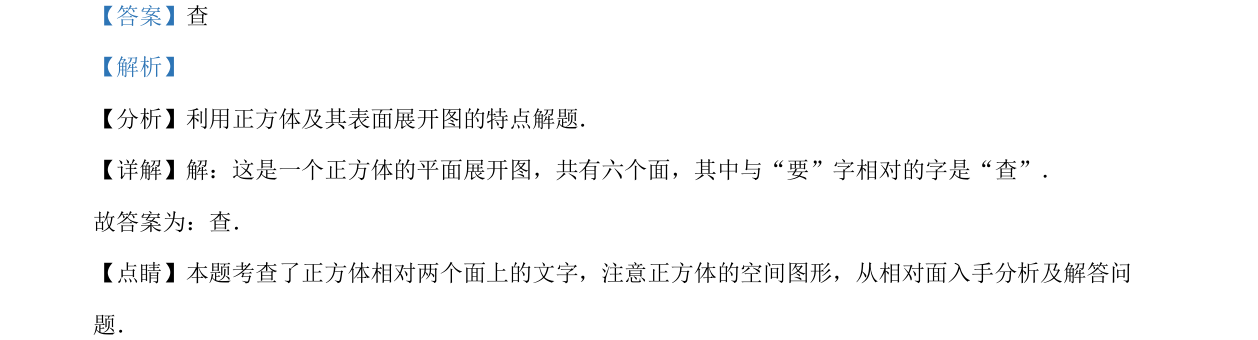 【答案】查
【解析】
【分析】利用正方体及其表面展开图的特点解题．
【详解】解：这是一个正方体的平面展开图，共有六个面，其中与“要”字相对的字是“查”．
故答案为：查．
【点睛】本题考查了正方体相对两个面上的文字，注意正方体的空间图形，从相对面入手分析及解答问
题．